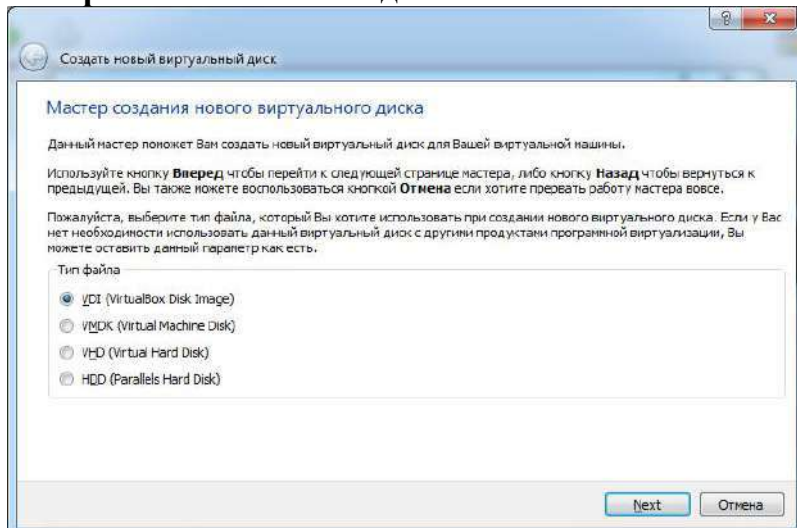 Создать новый виртуальный диск
Мастер создания нового виртуального диска
Данный мастер поможет Вам создать новый виртуальный диск для Вашей виртуальной машины.
Используйте кнопку Вперед чтобы перейти к следующей странице мастера, либо кнопку Назад чтобы вернуться к
предыдущей. Вы также можете воспользоваться кнопкой Отмена если хотите прервать работу мастера вовсе.
Пожалуйста, выберите тип файла, который Вы хотите использовать при создании нового виртуального диска. Если у Вас
нет необходимости использовать данный виртуальный диск с другими продуктами программной виртуализации, Вы
можете оставить данный параметр как есть.
Тип файла
VDI (VirtualBox Disk Image)
VMDK (Virtual Machine Disk)
VHD (Virtual Hard Disk)
HDD (Parallels Hard Disk)
Next Отмена